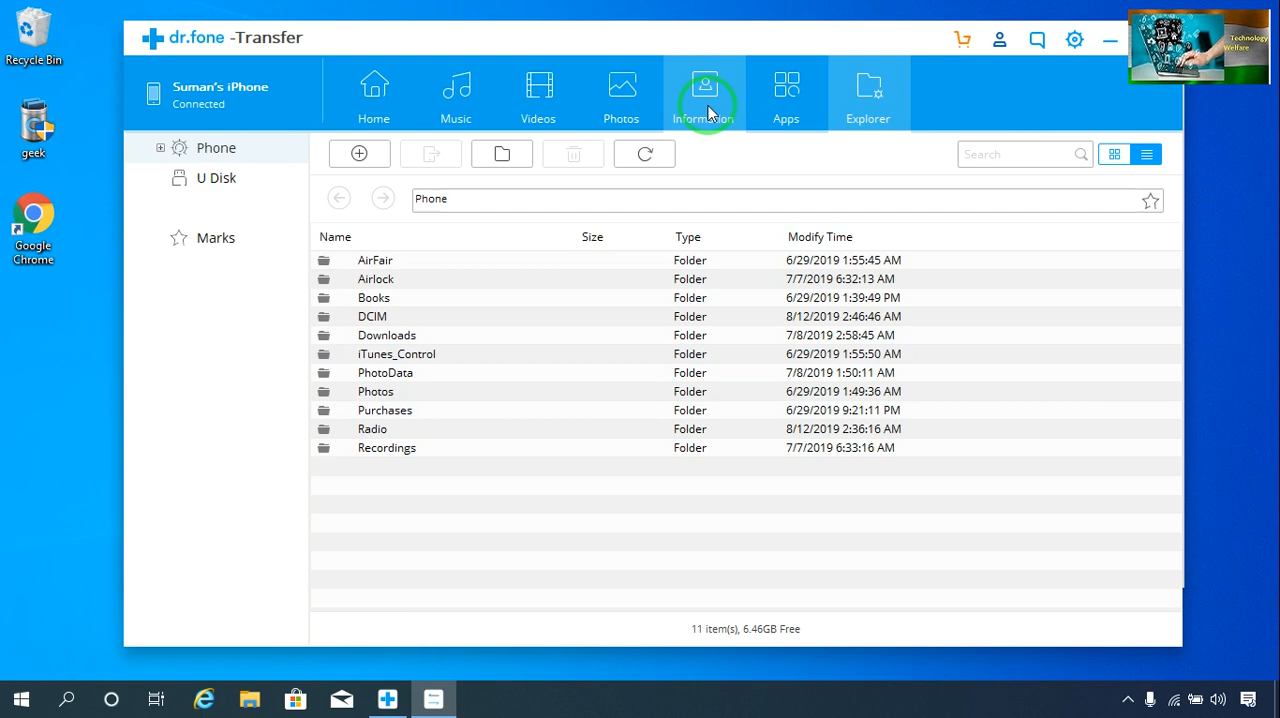 Recycle Bin
geek
Google
Chrome
dr.fone -Transfer
Technology
Welfare
Suman's iPhone
Connected
Home
Music
Videos
Photos
Information
Apps
Explorer
Phone
U Disk
Marks
Search
Phone
Name Size Type Modify Time
AirFair Folder 6/29/2019 1:55:45 AM
Airlock Folder 7/7/2019 6:32:13 AM
Books Folder 6/29/2019 1:39:49 PM
DCIM Folder 8/12/2019 2:46:46 AM
Downloads Folder 7/8/2019 2:58:45 AM
iTunes_Control Folder 6/29/2019 1:55:50 AM
PhotoData Folder 7/8/2019 1:50:11 AM
Photos Folder 6/29/2019 1:49:36 AM
Purchases Folder 6/29/2019 9:21:11 PM
Radio Folder 8/12/2019 2:36:16 AM
Recordings Folder 7/7/2019 6:33:16 AM
11 item(s), 6.46GB Free